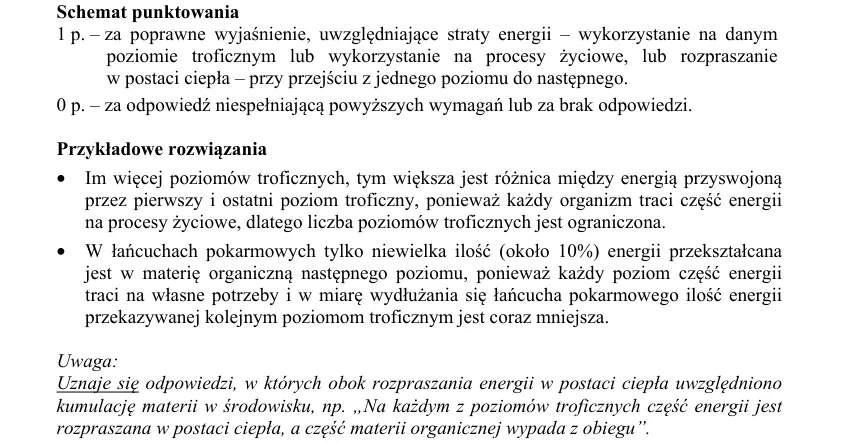 Schemat punktowania
1 p. – za poprawne wyjaśnienie, uwzględniające straty energii – wykorzystanie na danym
poziomie troficznym lub wykorzystanie na procesy życiowe, lub rozpraszanie
w postaci ciepła – przy przejściu z jednego poziomu do następnego.
0 p. – za odpowiedź niespełniającą powyższych wymagań lub za brak odpowiedzi.
Przykładowe rozwiązania
• Im więcej poziomów troficznych, tym większa jest różnica między energią przyswojoną
przez pierwszy i ostatni poziom troficzny, ponieważ każdy organizm traci część energii
na procesy życiowe, dlatego liczba poziomów troficznych jest ograniczona.
• W łańcuchach pokarmowych tylko niewielka ilość (około 10%) energii przekształcana
jest w materię organiczną następnego poziomu, ponieważ każdy poziom część energii
traci na własne potrzeby i w miarę wydłużania się łańcucha pokarmowego ilość energii
przekazywanej kolejnym poziomom troficznym jest coraz mniejsza.
Uwaga:
Uznaje się odpowiedzi, w których obok rozpraszania energii w postaci ciepła uwzględniono
kumulację materii w środowisku, np. „Na każdym z poziomów troficznych część energii jest
rozpraszana w postaci ciepła, a część materii organicznej wypada z obiegu”.